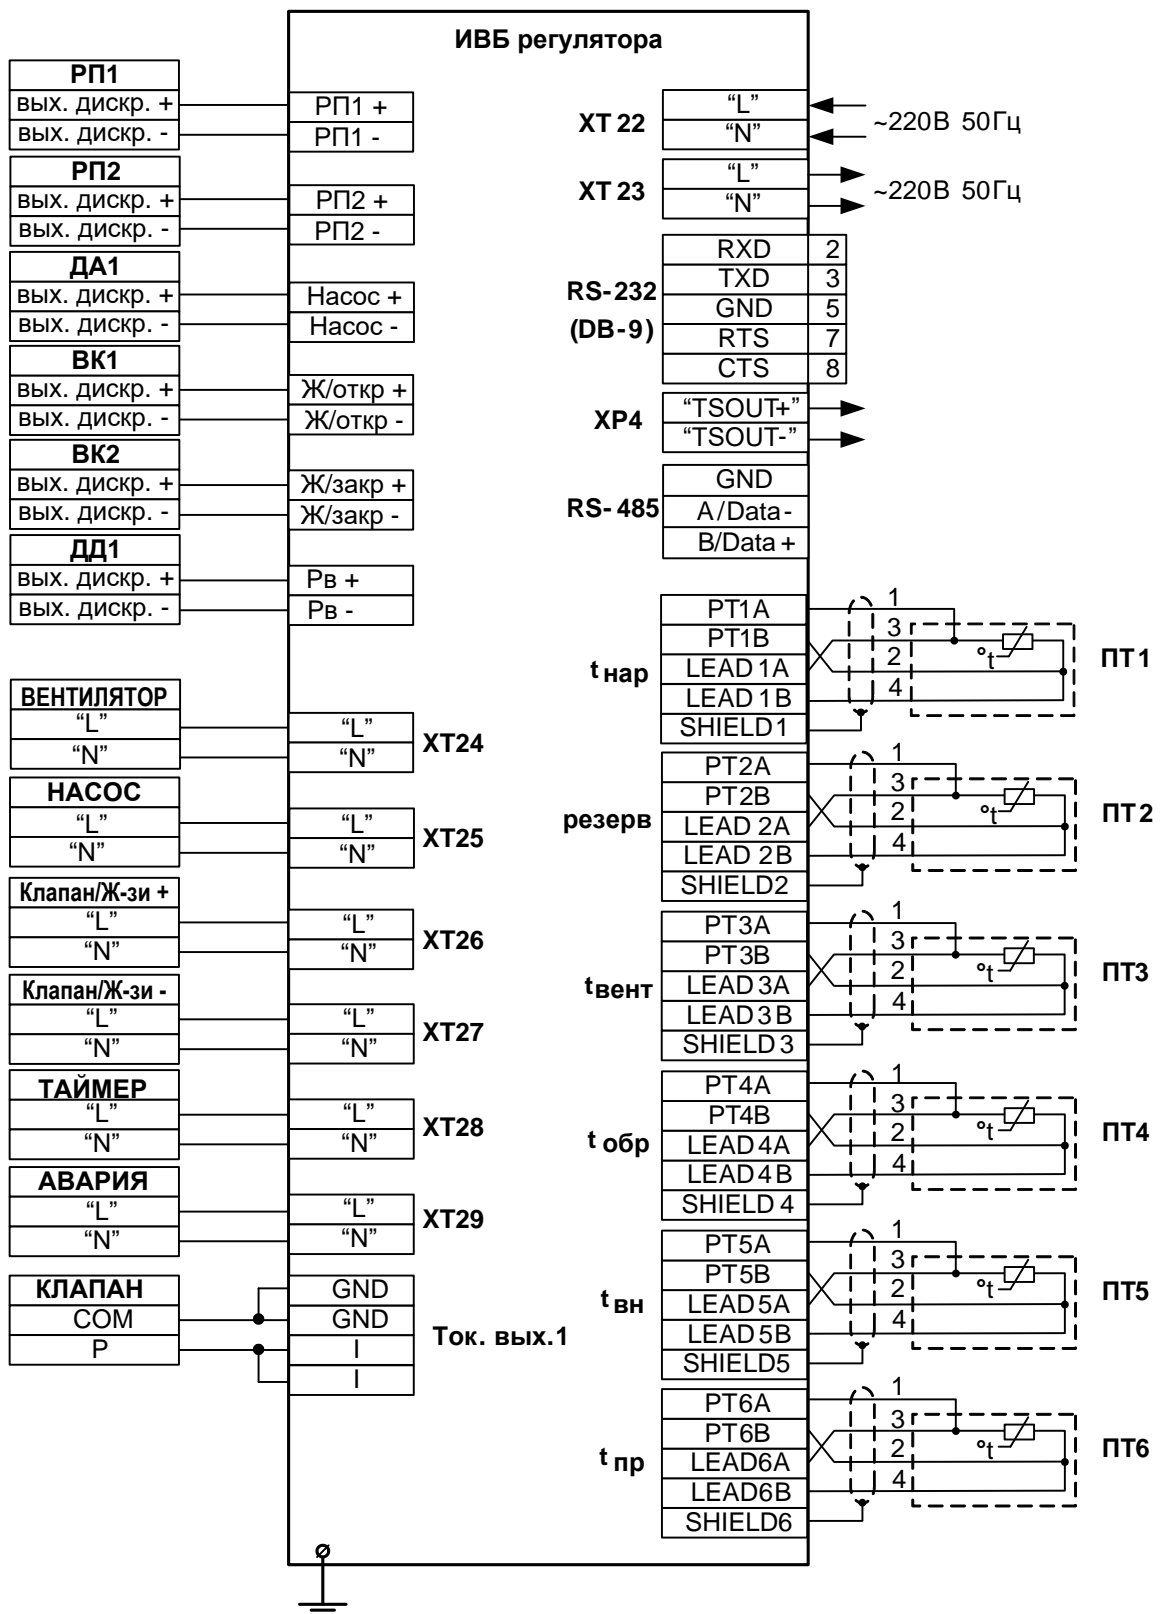 ИВБ регулятора
РП1
вых. дискр. +
вых. дискр. -
РП1 +
РП1 -
РП2
вых. дискр. +
вых. дискр. -
РП2 +
РП2 -
ДА1
вых. дискр. +
вых. дискр. -
Насос +
Насос -
ВК1
вых. дискр. +
вых. дискр. -
Ж/откр +
Ж/откр -
ВК2
вых. дискр. +
вых. дискр. -
Ж/закр +
Ж/закр -
ДД1
вых. дискр. +
вых. дискр. -
Рв +
Рв -
ВЕНТИЛЯТОР
“L”
“N”
“L”
“N”
XT24
НАСОС
“L”
“N”
“L”
“N”
XT25
Клапан/Ж-зи +
“L”
“N”
“L”
“N”
XT26
Клапан/Ж-зи -
“L”
“N”
“L”
“N”
XT27
ТАЙМЕР
“L”
“N”
“L”
“N”
XT28
АВАРИЯ
“L”
“N”
“L”
“N”
XT29
КЛАПАН
COM
P
GND
GND
I
I
Ток. вых.1
XT 22
“L”
“N”
~220В 50Гц
XT 23
“L”
“N”
~220В 50Гц
RS-232
(DB-9)
RXD 2
TXD 3
GND 5
RTS 7
CTS 8
XP4
“TSOUT+”
“TSOUT-”
RS-485
GND
A/Data-
B/Data+
t нар
PT1A
PT1B
LEAD 1A
LEAD 1B
SHIELD1
1
3
2
4
°t
ПТ1
резерв
PT2A
PT2B
LEAD 2A
LEAD 2B
SHIELD2
1
3
2
4
°t
ПТ2
tвент
PT3A
PT3B
LEAD 3A
LEAD 3B
SHIELD 3
1
3
2
4
°t
ПТ3
t обр
PT4A
PT4B
LEAD 4A
LEAD 4B
SHIELD 4
1
3
2
4
°t
ПТ4
t вн
PT5A
PT5B
LEAD 5A
LEAD 5B
SHIELD5
1
3
2
4
°t
ПТ5
t пр
PT6A
PT6B
LEAD6A
LEAD6B
SHIELD6
1
3
2
4
°t
ПТ6